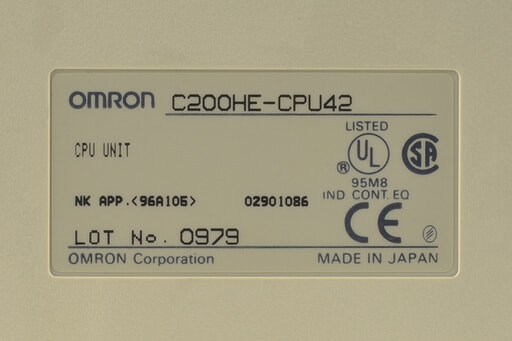 OMRON C200HE-CPU42
LISTED
CPU UNIT
® UL SA
95M8
NK APP.<96A105> 02901086 IND CONT. EQ
CE
LOT No. 0979
OMRON Corporation MADE IN JAPAN